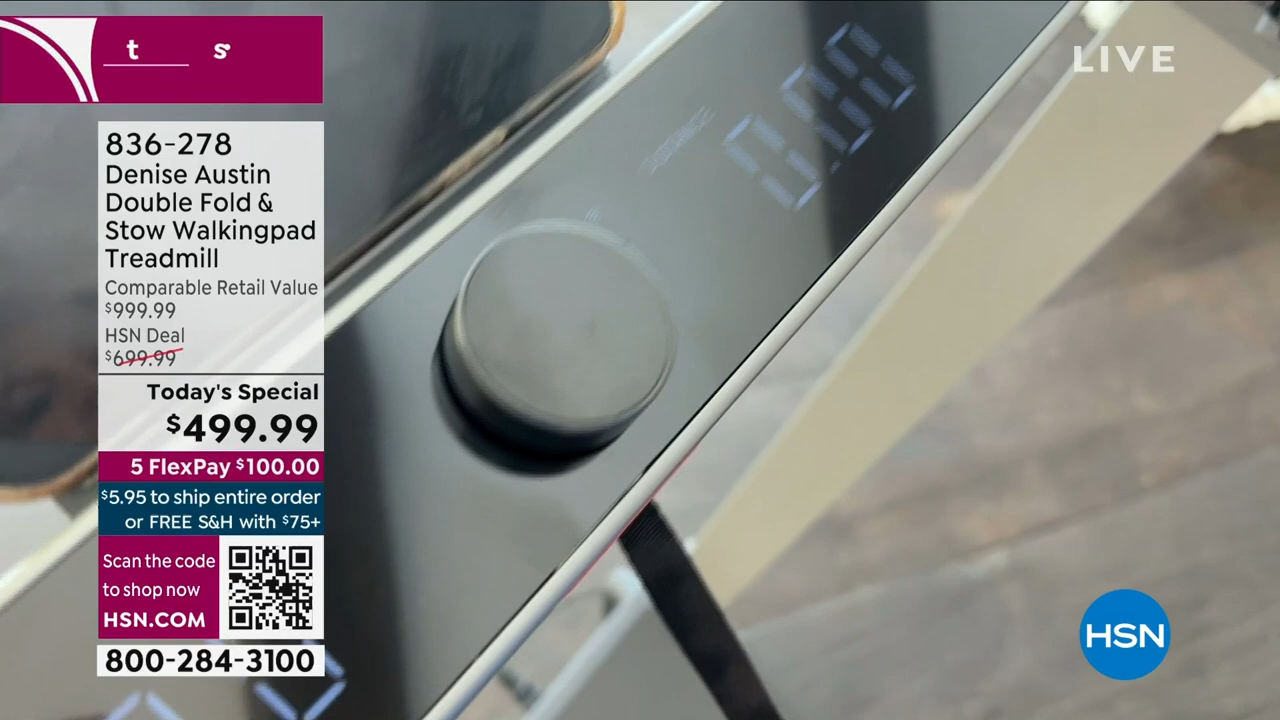 t s
LIVE
836-278
Denise Austin
Double Fold &
Stow Walkingpad
Treadmill
Comparable Retail Value
$999.99
HSN Deal
$699.99
Today's Special
$499.99
5 FlexPay $100.00
$5.95 to ship entire order
or FREE S&H with $75+
Scan the code
to shop now
HSN.COM
800-284-3100
HSN